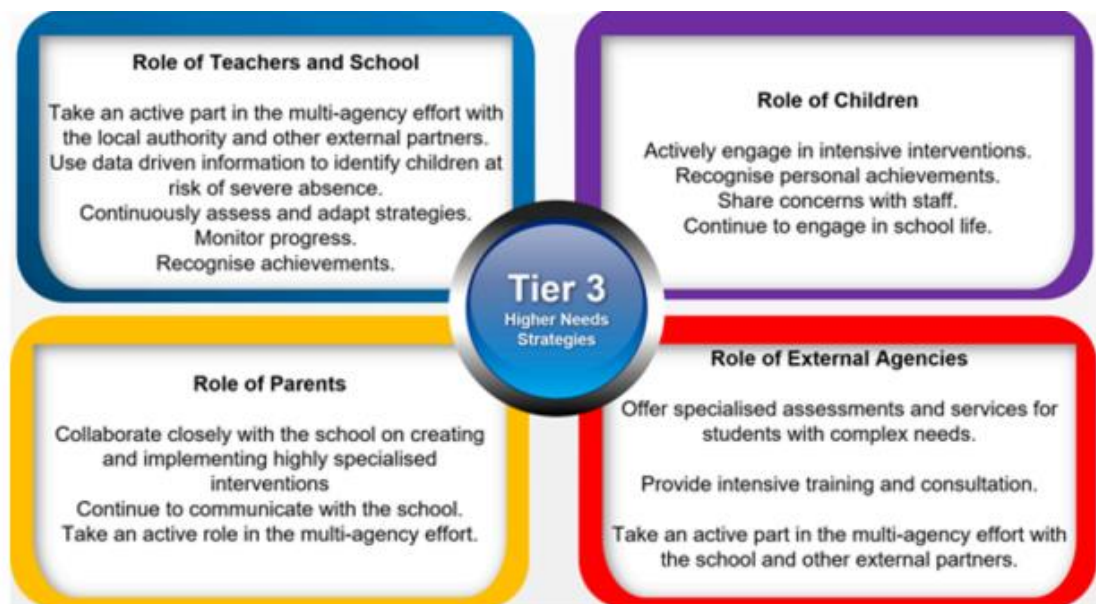 Role of Teachers and School
Take an active part in the multi-agency effort with
the local authority and other external partners.
Use data driven information to identify children at
risk of severe absence.
Continuously assess and adapt strategies.
Monitor progress.
Recognise achievements.
Role of Children
Actively engage in intensive interventions.
Recognise personal achievements.
Share concerns with staff.
Continue to engage in school life.
Tier 3
Higher Needs
Strategies
Role of Parents
Collaborate closely with the school on creating
and implementing highly specialised
interventions
Continue to communicate with the school.
Take an active role in the multi-agency effort.
Role of External Agencies
Offer specialised assessments and services for
students with complex needs.
Provide intensive training and consultation.
Take an active part in the multi-agency effort with
the school and other external partners.